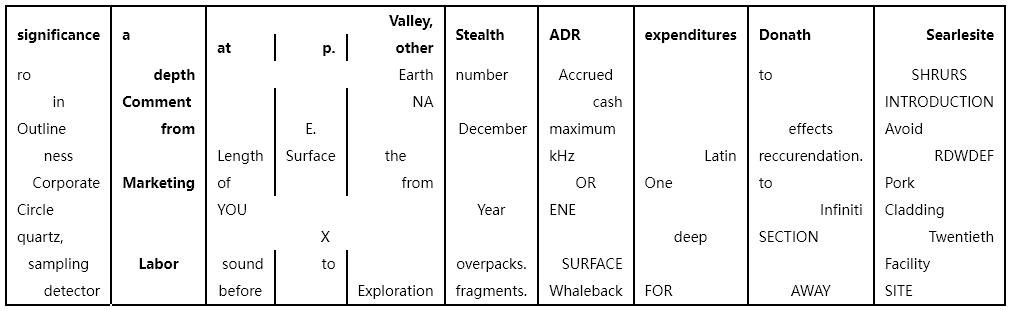 significance a at p. Valley, other Stealth ADR expenditures Donath Searlesite
ro depth Earth number Accrued to SHRURS
in Comment NA cash INTRODUCTION
Outline from E. December maximum effects Avoid
ness Length Surface the kHz Latin reccurendation. RDWDEF
Corporate Marketing of from OR One to Pork
Circle YOU Year ENE Infiniti Cladding
quartz, X deep SECTION Twentieth
sampling Labor sound to overpacks. SURFACE Facility
detector before Exploration fragments. Whaleback FOR AWAY SITE